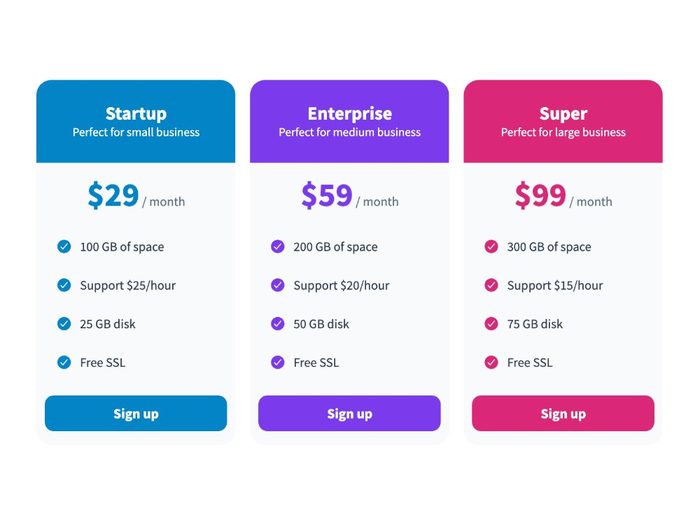 Startup
Perfect for small business
$29 / month
100 GB of space
Support $25/hour
25 GB disk
Free SSL
Sign up
Enterprise
Perfect for medium business
$59 / month
200 GB of space
Support $20/hour
50 GB disk
Free SSL
Sign up
Super
Perfect for large business
$99 / month
300 GB of space
Support $15/hour
75 GB disk
Free SSL
Sign up